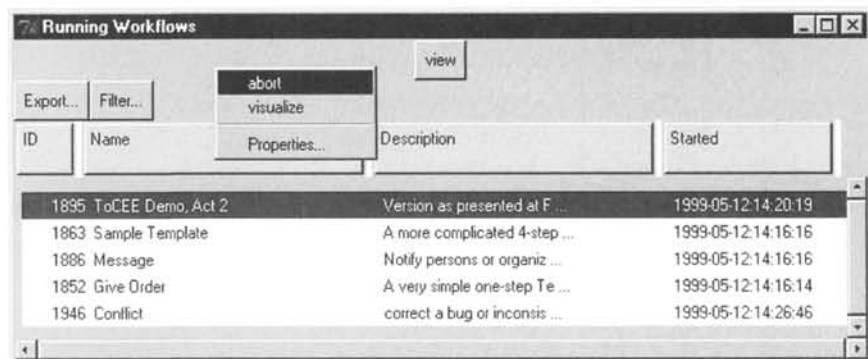 Running Workflows
view
abort
Export... Filter... visualize
Properties...
ID Name Description Started
1895 ToCEE Demo, Act 2 Version as presented at F ... 1999-05-12:14:20:19
1863 Sample Template A more complicated 4-step ... 1999-05-12:14:16:16
1886 Message Notify persons or organiz ... 1999-05-12:14:16:16
1852 Give Order A very simple one-step Te ... 1999-05-12:14:16:14
1946 Conflict correct a bug or inconsis ... 1999-05-12:14:26:46